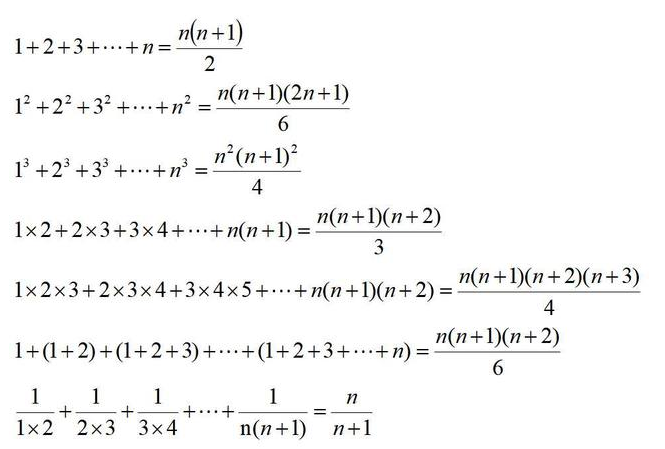 1+2+3+⋯+n = n(n+1)/2
1²+2²+3²+⋯+n² = n(n+1)(2n+1)/6
1³+2³+3³+⋯+n³ = n²(n+1)²/4
1×2+2×3+3×4+⋯+n(n+1) = n(n+1)(n+2)/3
1×2×3+2×3×4+3×4×5+⋯+n(n+1)(n+2) = n(n+1)(n+2)(n+3)/4
1+(1+2)+(1+2+3)+⋯+(1+2+3+⋯+n) = n(n+1)(n+2)/6
1/1×2 + 1/2×3 + 1/3×4 +⋯+ 1/n(n+1) = n/n+1